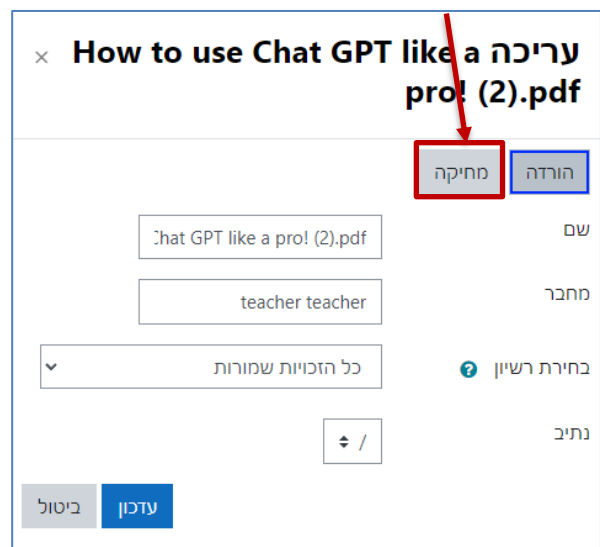 עריכה How to use Chat GPT like a
pro! (2).pdf
×
הורדה
מחיקה
שם
Chat GPT like a pro! (2).pdf
מחבר
teacher teacher
בחירת רשיון
?
כל הזכויות שמורות
נתיב
/
עדכון
ביטול